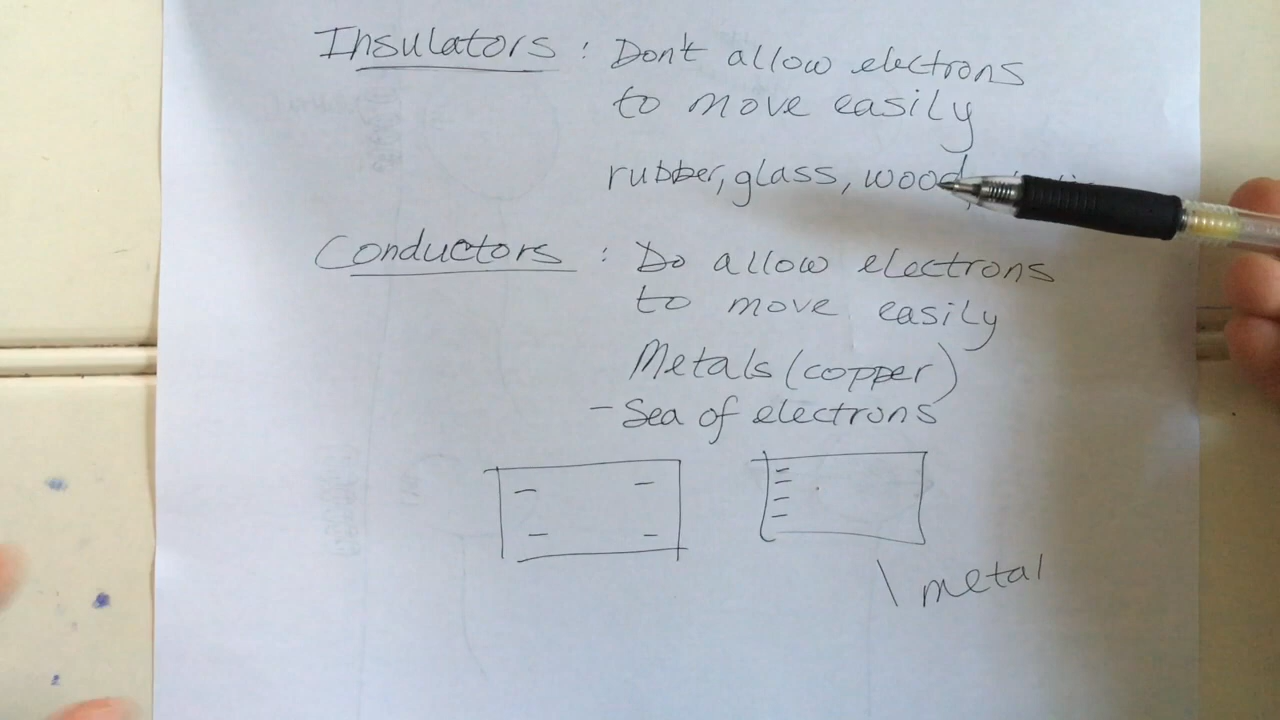 Insulators : Don't allow electrons
to move easily
rubber, glass, wood,
Conductors : Do allow electrons
to move easily
Metals (copper)
- Sea of electrons
metal